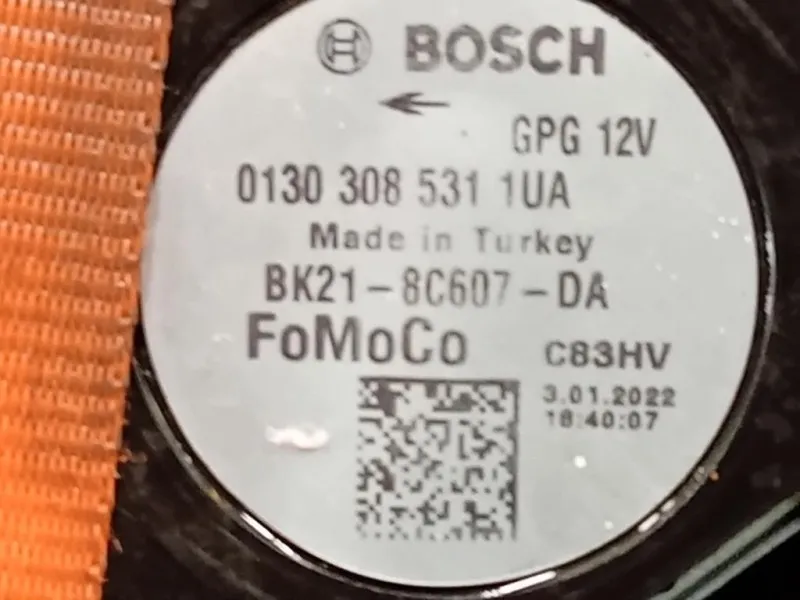 BOSCH
GPG 12V
0130 308 531 1UA
Made in Turkey
BK21-8C607-DA
FoMoCo
C83HV
3.01.2022
18:40:07